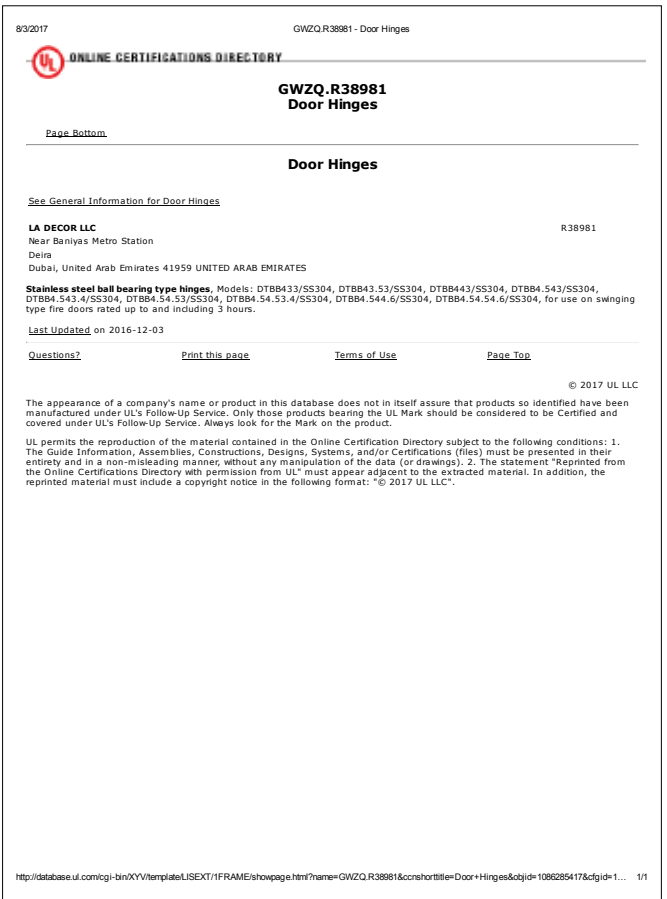 8/3/2017 GWZQ.R38981 - Door Hinges
UL ONLINE CERTIFICATIONS DIRECTORY
GWZQ.R38981
Door Hinges
Page Bottom
Door Hinges
See General Information for Door Hinges
LA DECOR LLC R38981
Near Baniyas Metro Station
Deira
Dubai, United Arab Emirates 41959 UNITED ARAB EMIRATES
Stainless steel ball bearing type hinges, Models: DTBB433/SS304, DTBB43.53/SS304, DTBB443/SS304, DTBB4.543/SS304,
DTBB4.543.4/SS304, DTBB4.54.53/SS304, DTBB4.54.53.4/SS304, DTBB4.544.6/SS304, DTBB4.54.54.6/SS304, for use on swinging
type fire doors rated up to and including 3 hours.
Last Updated on 2016-12-03
Questions? Print this page Terms of Use Page Top
© 2017 UL LLC
The appearance of a company's name or product in this database does not in itself assure that products so identified have been
manufactured under UL's Follow-Up Service. Only those products bearing the UL Mark should be considered to be Certified and
covered under UL's Follow-Up Service. Always look for the Mark on the product.
UL permits the reproduction of the material contained in the Online Certification Directory subject to the following conditions: 1.
The Guide Information, Assemblies, Constructions, Designs, Systems, and/or Certifications (files) must be presented in their
entirety and in a non-misleading manner, without any manipulation of the data (or drawings). 2. The statement "Reprinted from
the Online Certifications Directory with permission from UL" must appear adjacent to the extracted material. In addition, the
reprinted material must include a copyright notice in the following format: "© 2017 UL LLC".
http://database.ul.com/cgi-bin/XYV/template/LISEXT/1FRAME/showpage.html?name=GWZQ.R38981&ccnshorttitle=Door+Hinges&objid=1086285417&cfgid=1… 1/1